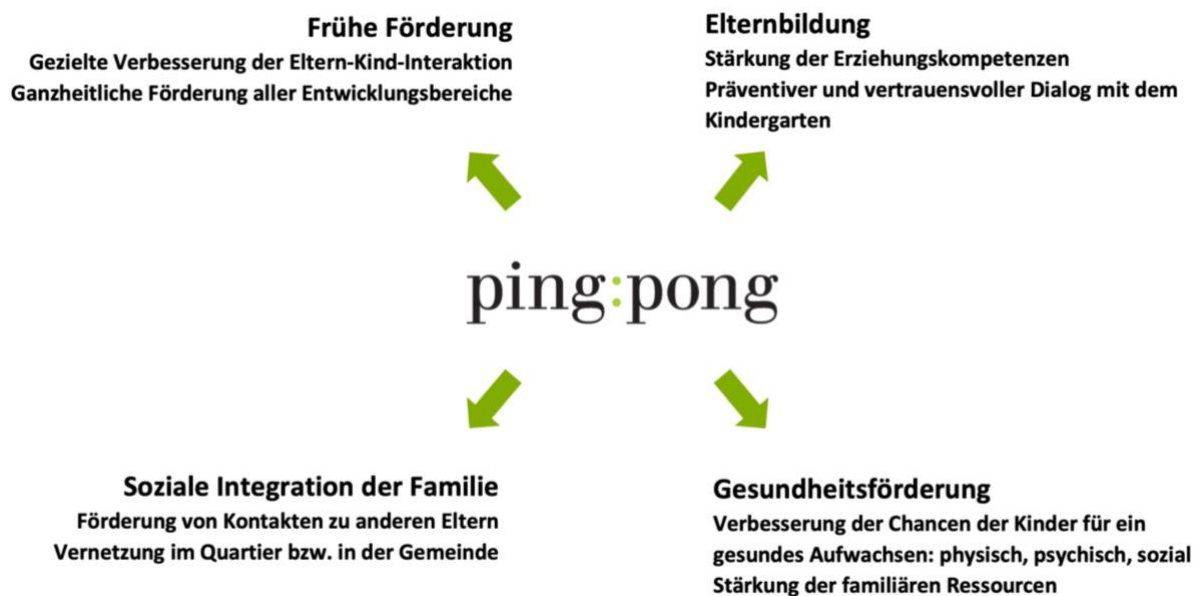 Frühe Förderung
Gezielte Verbesserung der Eltern-Kind-Interaktion
Ganzheitliche Förderung aller Entwicklungsbereiche
Elternbildung
Stärkung der Erziehungskompetenzen
Präventiver und vertrauensvoller Dialog mit dem
Kindergarten
ping:pong
Soziale Integration der Familie
Förderung von Kontakten zu anderen Eltern
Vernetzung im Quartier bzw. in der Gemeinde
Gesundheitsförderung
Verbesserung der Chancen der Kinder für ein
gesundes Aufwachsen: physisch, psychisch, sozial
Stärkung der familiären Ressourcen